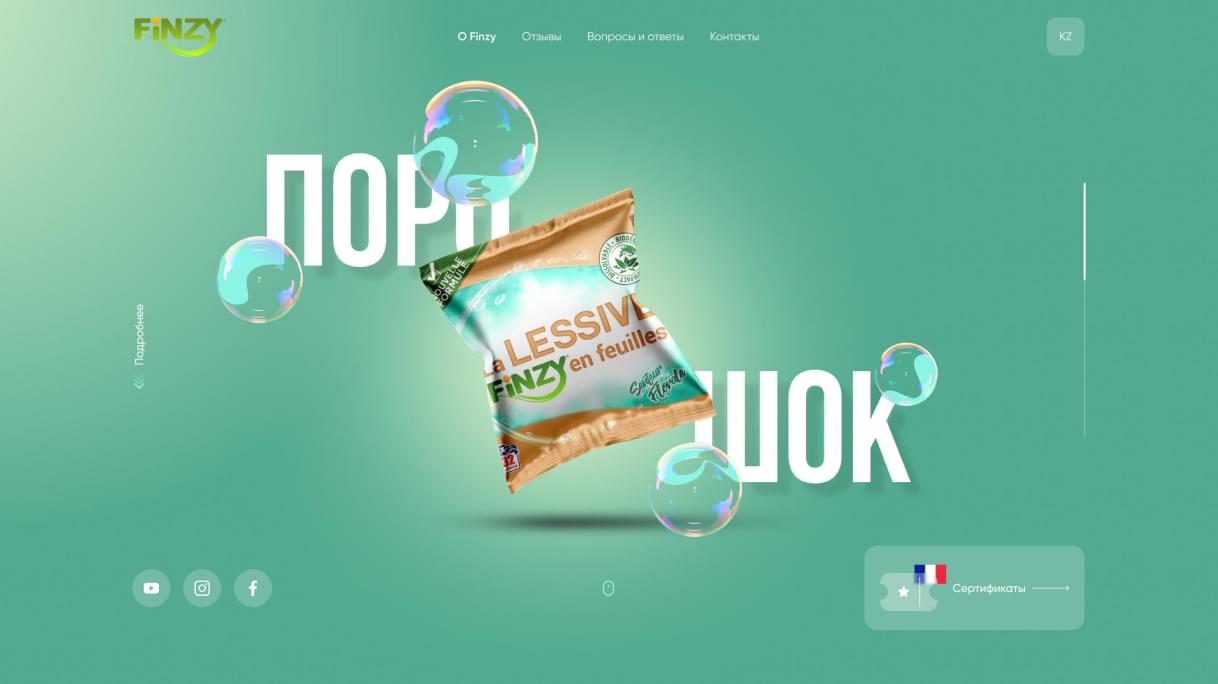 FiNZY
О Finzy
Отзывы
Вопросы и ответы
Контакты
KZ
ПОРО
NOUVELLE
FORMULE
La LESSIVE
en feuilles
FiNZY
Senteur
Florale
32
ШОК
Подробнее
Сертификаты